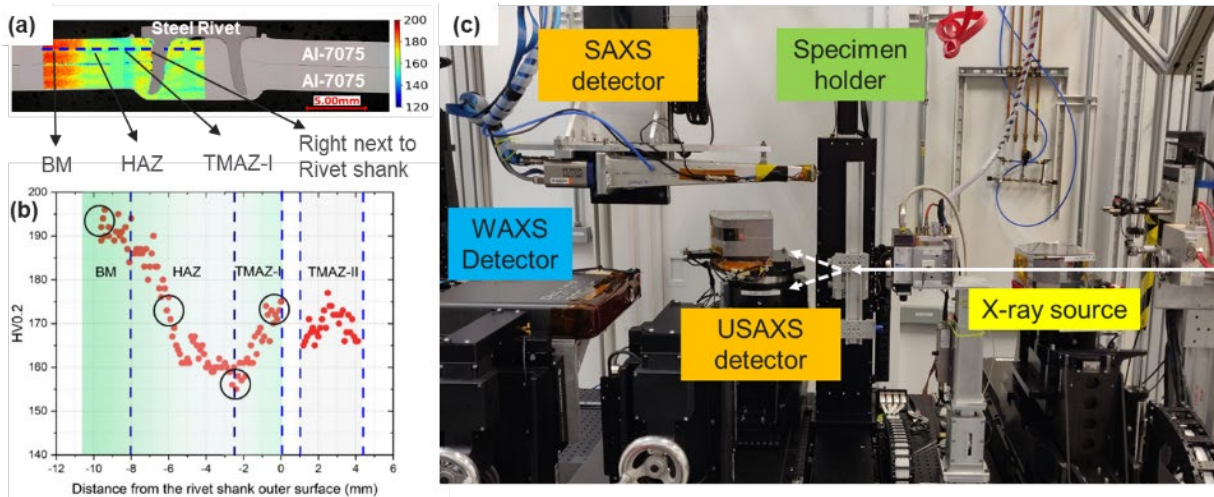 (a)
Steel Rivet
Al-7075
Al-7075
5.00mm
200
180
160
140
120
BM
HAZ
TMAZ-I
Right next to
Rivet shank
(b)
200
190
180
170
160
150
140
HV0.2
BM
HAZ
TMAZ-I
TMAZ-II
-12 -10 -8 -6 -4 -2 0 2 4 6
Distance from the rivet shank outer surface (mm)
(c)
SAXS
detector
Specimen
holder
WAXS
Detector
USAXS
detector
X-ray source